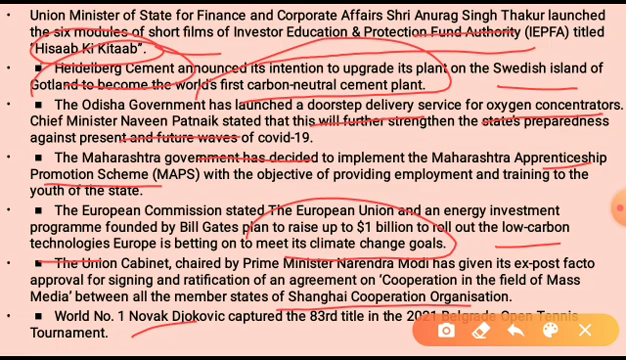 Union Minister of State for Finance and Corporate Affairs Shri Anurag Singh Thakur launched
the six modules of short films of Investor Education & Protection Fund Authority (IEPFA) titled
"Hisaab Ki Kitaab".
Heidelberg Cement announced its intention to upgrade its plant on the Swedish island of
Gotland to become the world's first carbon-neutral cement plant.
The Odisha Government has launched a doorstep delivery service for oxygen concentrators.
Chief Minister Naveen Patnaik stated that this will further strengthen the state's preparedness
against present and future waves of covid-19.
The Maharashtra government has decided to implement the Maharashtra Apprenticeship
Promotion Scheme (MAPS) with the objective of providing employment and training to the
youth of the state.
The European Commission stated The European Union and an energy investment
programme founded by Bill Gates plan to raise up to $1 billion to roll out the low-carbon
technologies Europe is betting on to meet its climate change goals.
The Union Cabinet, chaired by Prime Minister Narendra Modi has given its ex-post facto
approval for signing and ratification of an agreement on 'Cooperation in the field of Mass
Media' between all the member states of Shanghai Cooperation Organisation.
World No. 1 Novak Djokovic captured the 83rd title in the 2021 Belgrade Open Tennis
Tournament.